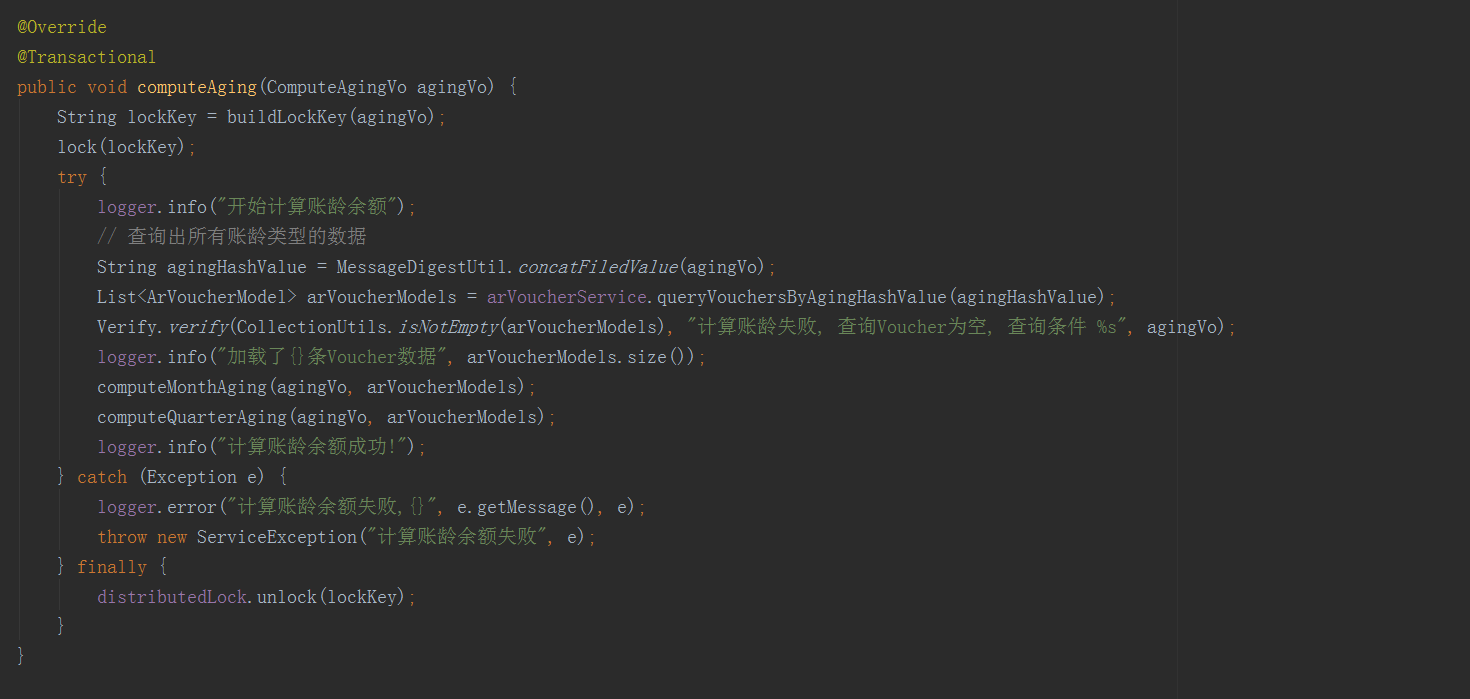 @Override
@Transactional
public void computeAging(ComputeAgingVo agingVo) {
String lockKey = buildLockKey(agingVo);
lock(lockKey);
try {
logger.info("开始计算账龄余额");
// 查询出所有账龄类型的数据
String agingHashValue = MessageDigestUtil.concatFiledValue(agingVo);
List<ArVoucherModel> arVoucherModels = arVoucherService.queryVouchersByAgingHashValue(agingHashValue);
Verify.verify(CollectionUtils.isNotEmpty(arVoucherModels), "计算账龄失败, 查询Voucher为空, 查询条件 %s", agingVo);
logger.info("加载了{}条Voucher数据", arVoucherModels.size());
computeMonthAging(agingVo, arVoucherModels);
computeQuarterAging(agingVo, arVoucherModels);
logger.info("计算账龄余额成功!");
} catch (Exception e) {
logger.error("计算账龄余额失败,{}", e.getMessage(), e);
throw new ServiceException("计算账龄余额失败", e);
} finally {
distributedLock.unlock(lockKey);
}
}